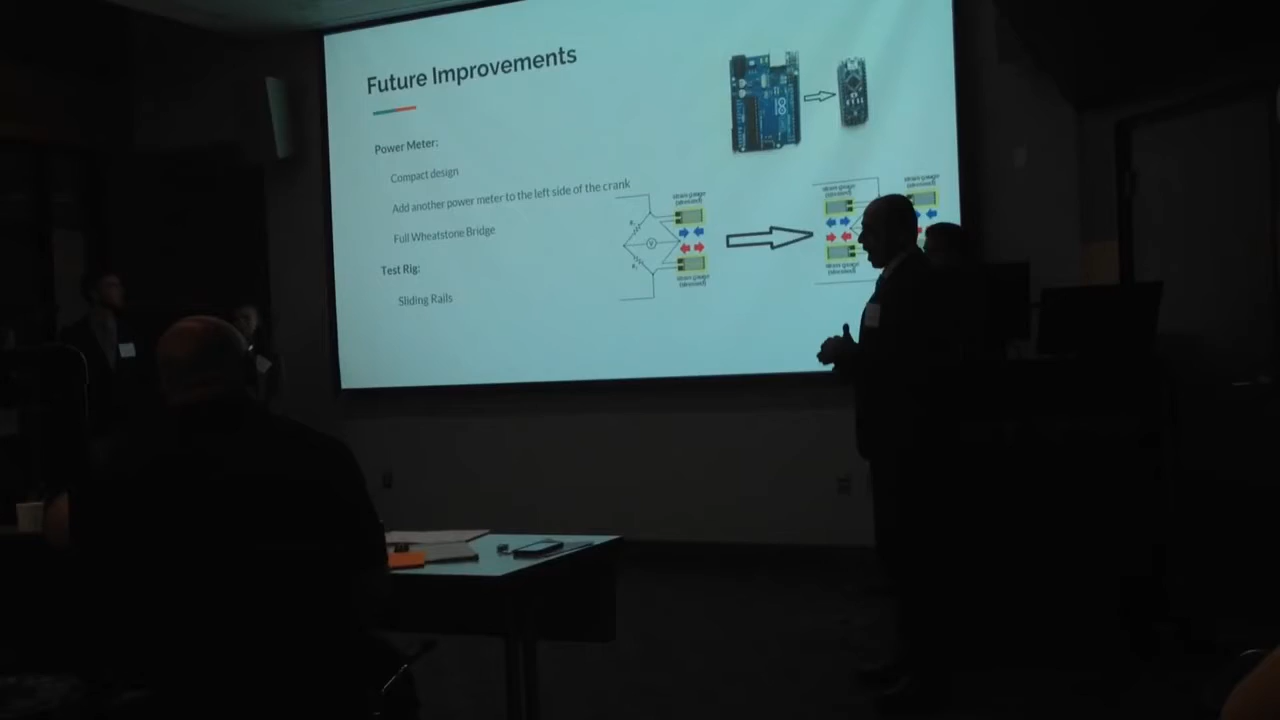 Future Improvements
Power Meter:
Compact design
Add another power meter to the left side of the crank
Full Wheatstone Bridge
Test Rig:
Sliding Rails